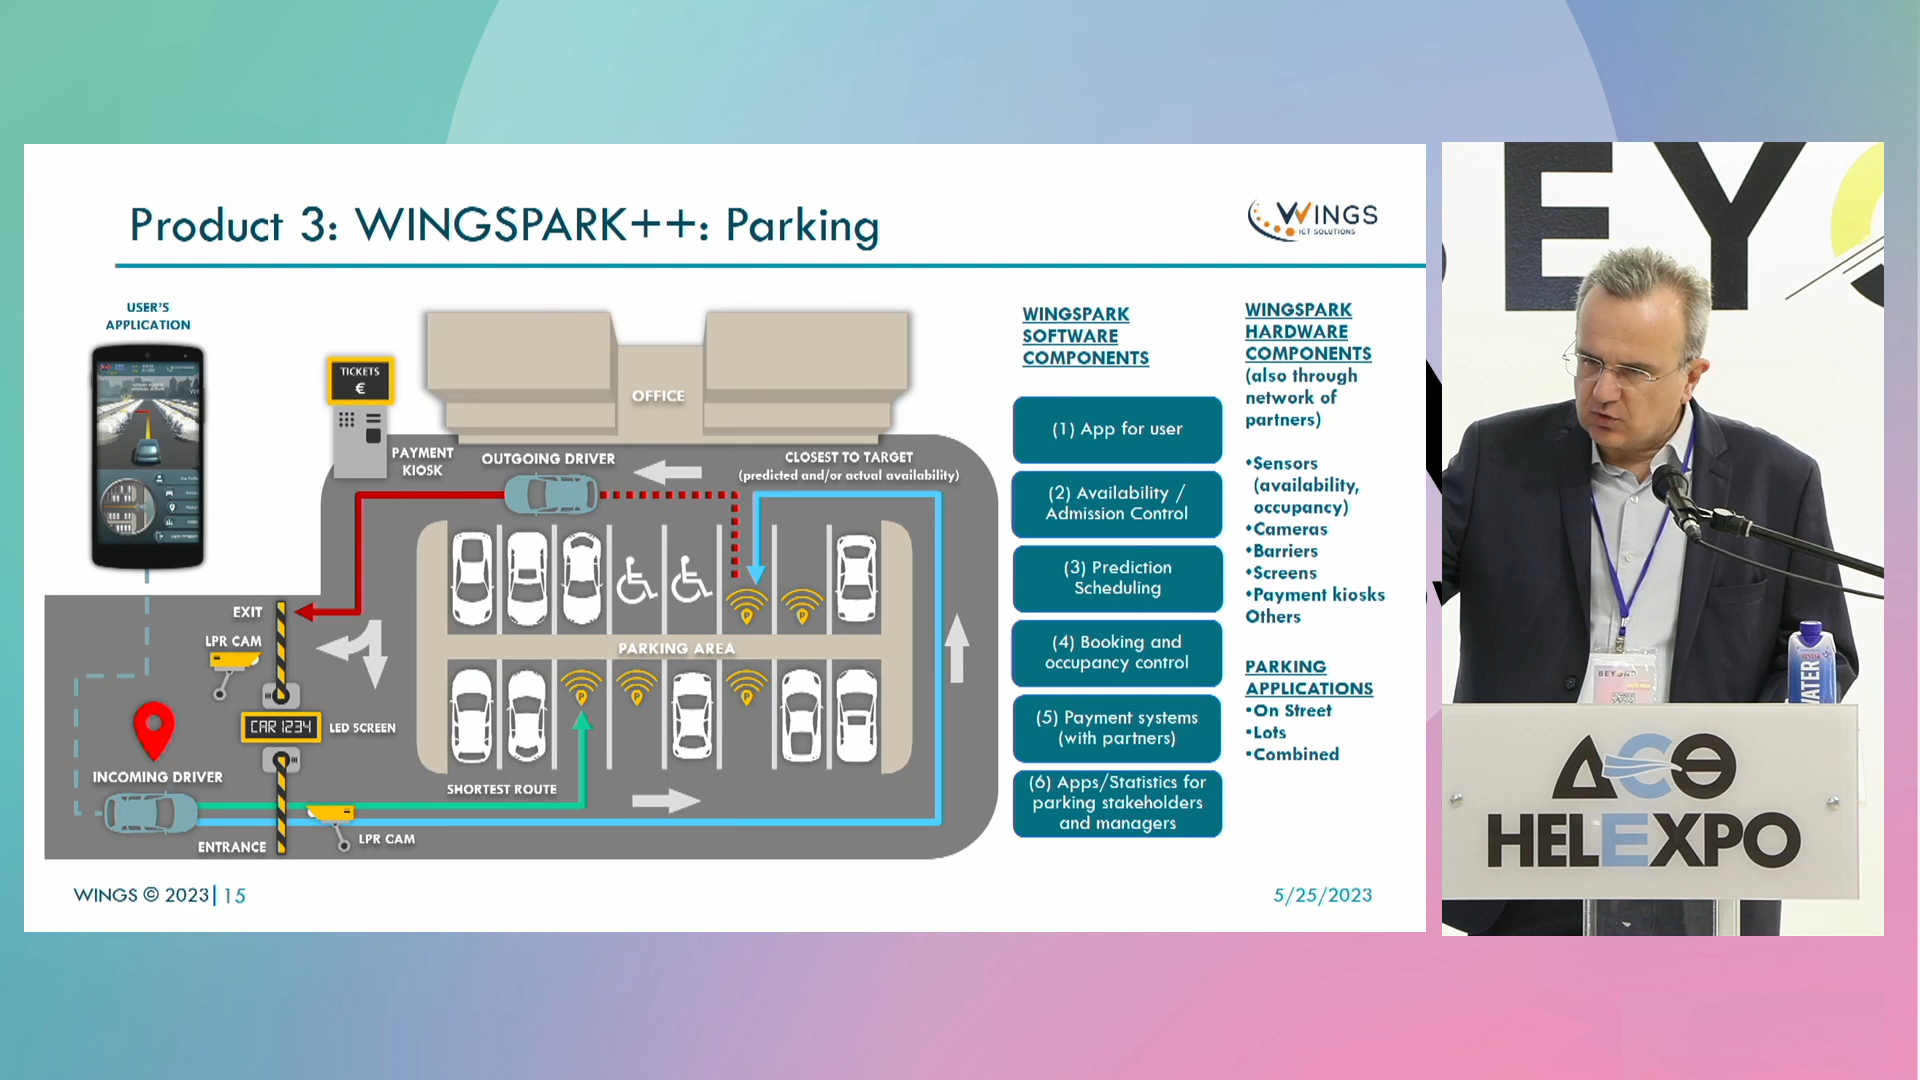 Product 3: WINGSPARK++: Parking
WINGS
ICT SOLUTIONS
USER'S
APPLICATION
TICKETS
€
PAYMENT
KIOSK
OFFICE
OUTGOING DRIVER
CLOSEST TO TARGET
(predicted and/or actual availability)
EXIT
LPR CAM
PARKING AREA
P
P
P
P
P
CAR 1234
LED SCREEN
INCOMING DRIVER
SHORTEST ROUTE
ENTRANCE
LPR CAM
WINGSPARK
SOFTWARE
COMPONENTS
(1) App for user
(2) Availability /
Admission Control
(3) Prediction
Scheduling
(4) Booking and
occupancy control
(5) Payment systems
(with partners)
(6) Apps/Statistics for
parking stakeholders
and managers
WINGSPARK
HARDWARE
COMPONENTS
(also through
network of
partners)
•Sensors
(availability,
occupancy)
•Cameras
•Barriers
•Screens
•Payment kiosks
Others
PARKING
APPLICATIONS
•On Street
•Lots
•Combined
WINGS © 2023| 15
5/25/2023
BEYO
BEYOND
WATER
ΔΕΘ
HELEXPO